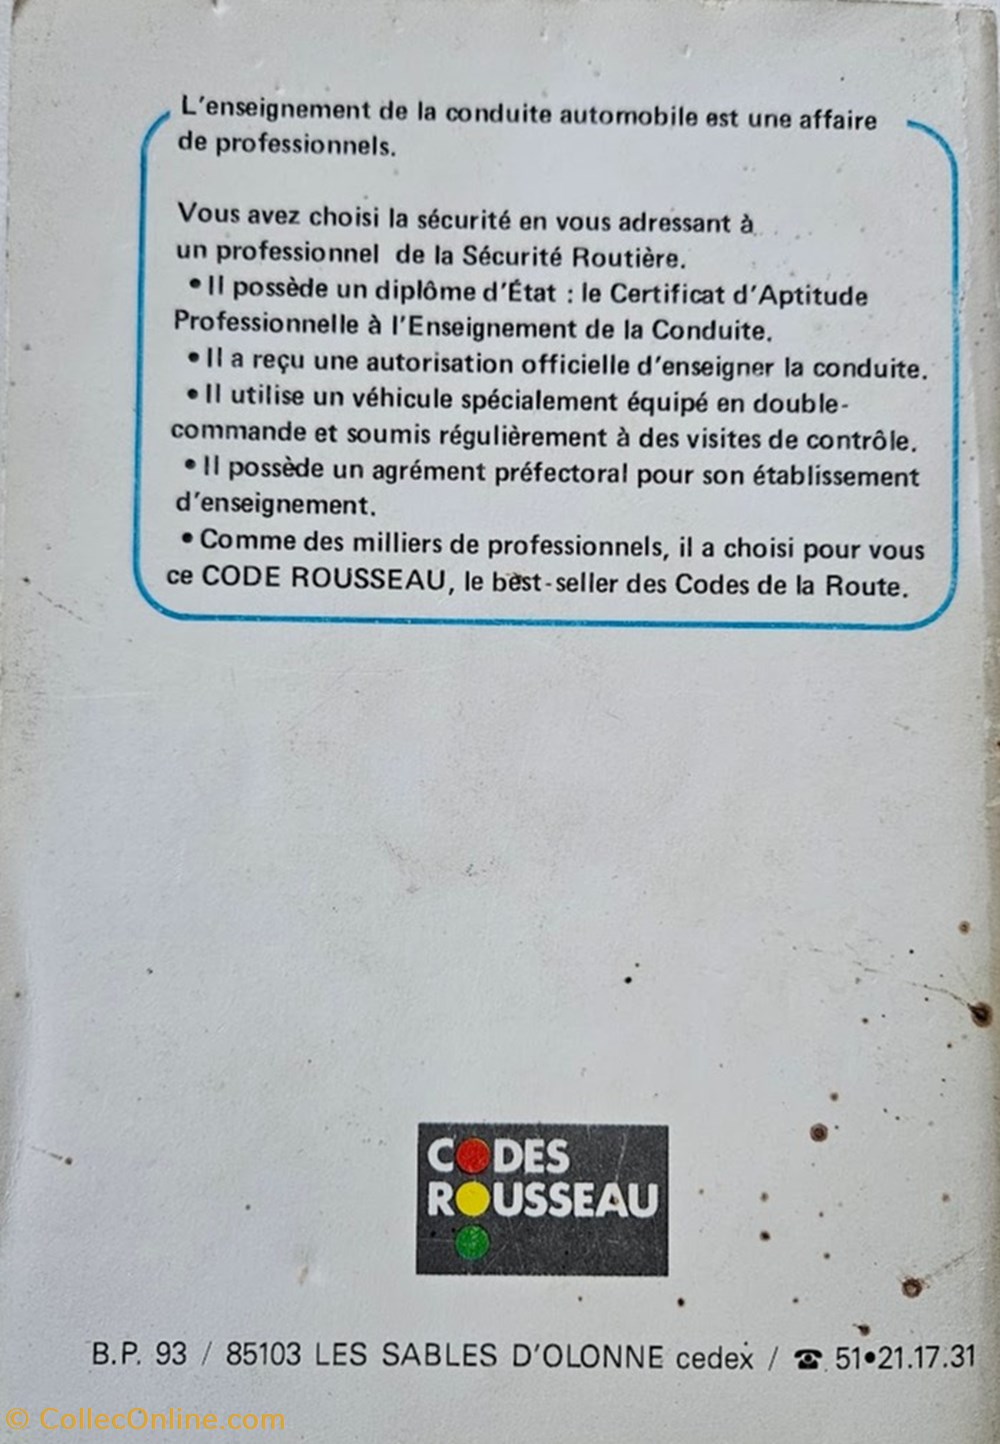 L'enseignement de la conduite automobile est une affaire
de professionnels.
Vous avez choisi la sécurité en vous adressant à
un professionnel de la Sécurité Routière.
• Il possède un diplôme d'État : le Certificat d'Aptitude
Professionnelle à l'Enseignement de la Conduite.
• Il a reçu une autorisation officielle d'enseigner la conduite.
• Il utilise un véhicule spécialement équipé en double-
commande et soumis régulièrement à des visites de contrôle.
• Il possède un agrément préfectoral pour son établissement
d'enseignement.
• Comme des milliers de professionnels, il a choisi pour vous
ce CODE ROUSSEAU, le best-seller des Codes de la Route.
CODES
ROUSSEAU
B.P. 93 / 85103 LES SABLES D'OLONNE cedex / ☎ 51•21.17.31
© CollecOnline.com